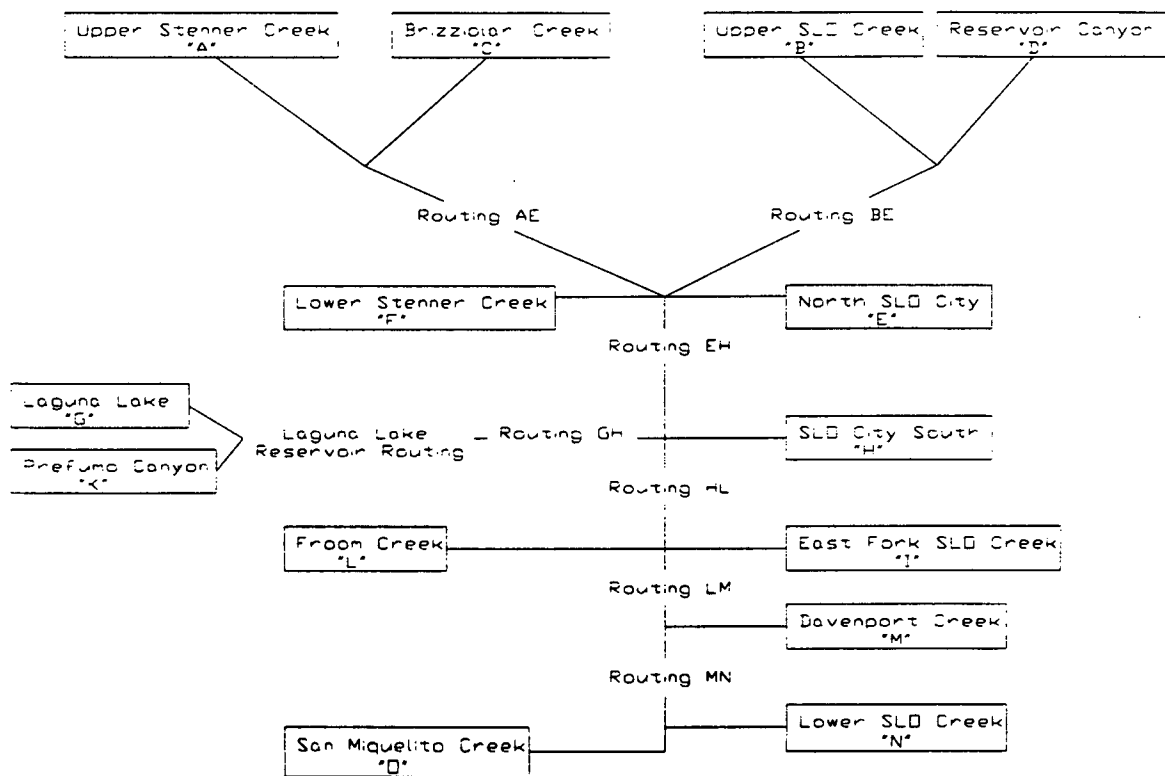 Upper Stenner Creek
"A"
Brizziolar Creek
"C"
Upper SLO Creek
"B"
Reservoir Canyon
"D"
Routing AE
Routing BE
Lower Stenner Creek
"F"
North SLO City
"E"
Routing EH
Laguna Lake
"G"
Prefumo Canyon
"K"
Laguna Lake
Reservoir Routing
Routing GH
SLO City South
"H"
Routing HL
Froom Creek
"L"
East Fork SLO Creek
"I"
Routing LM
Davenport Creek
"M"
Routing MN
Lower SLO Creek
"N"
San Miquelito Creek
"O"